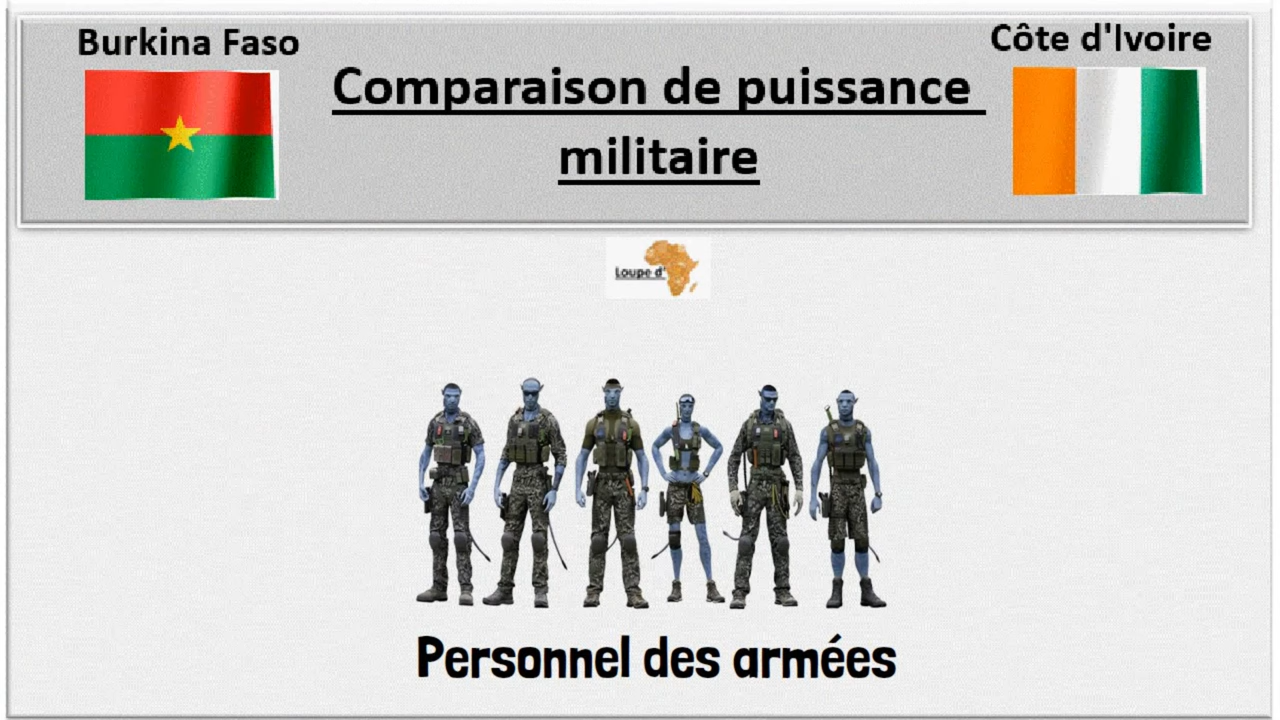 Burkina Faso
Côte d'Ivoire
Comparaison de puissance
militaire
Loupe d'
Personnel des armées